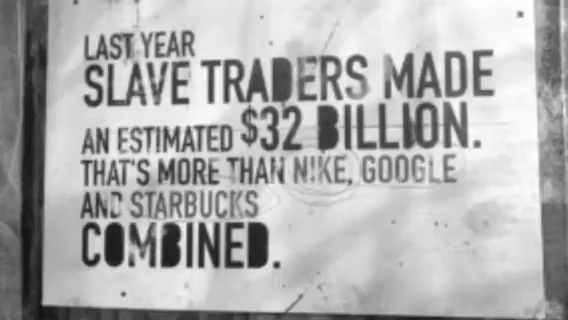 LAST YEAR
SLAVE TRADERS MADE
AN ESTIMATED $32 BILLION.
THAT'S MORE THAN NIKE, GOOGLE
AND STARBUCKS
COMBINED.